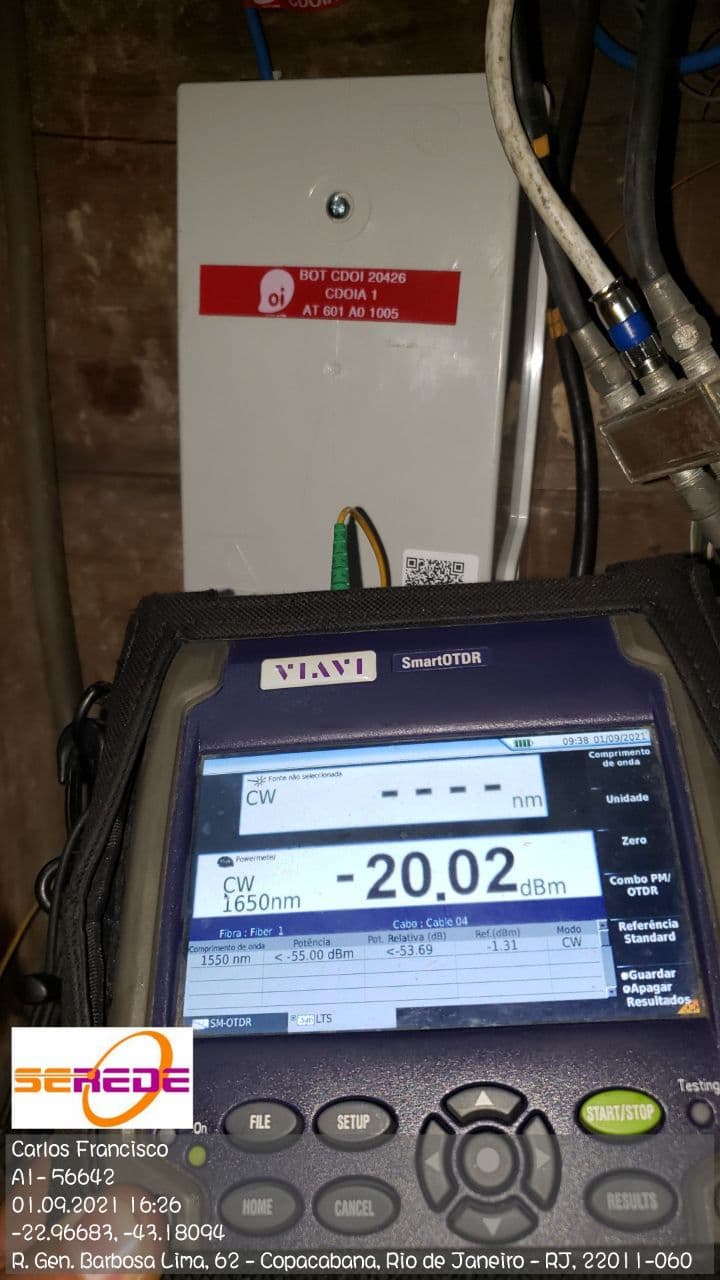 oi
BOT CDOI 20426
CDOIA 1
AT 601 A0 1005
VIAVI
SmartOTDR
09:38 01/09/2021
Fonte não seleccionada
CW
- - - - nm
Comprimento de onda
Unidade
Zero
Combo PM/
OTDR
Referência
Standard
Guardar
Apagar
Resultados
Powermeter
CW
1650nm
-20.02 dBm
Fibra : Fiber 1 Cabo : Cable 04
Comprimento de onda Potência Pot. Relativa (dB) Ref.(dBm) Modo
1550 nm < -55.00 dBm <-53.69 -1.31 CW
SM-OTDR LTS
On
FILE
SETUP
START/STOP
Testing
HOME
CANCEL
RESULTS
SEREDE
Carlos Francisco
A1- 56642
01.09.2021 16:26
-22.96683, -43.18094
R. Gen. Barbosa Lima, 62 - Copacabana, Rio de Janeiro - RJ, 22011-060